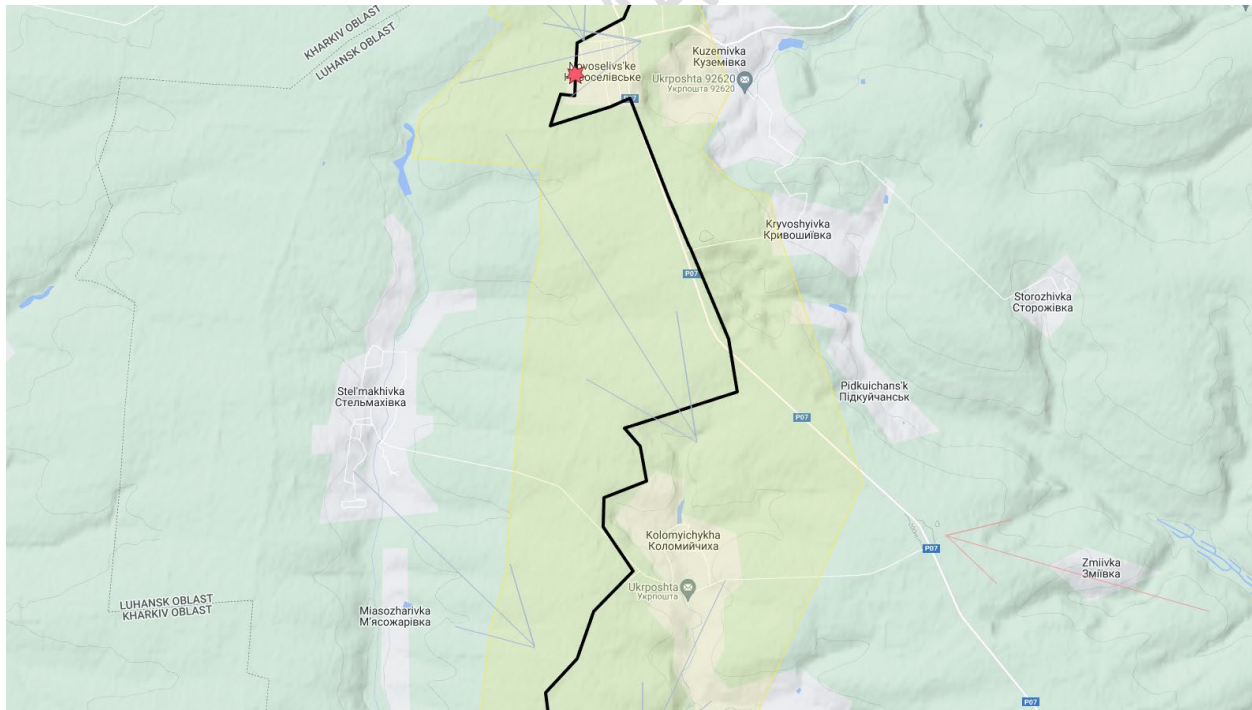 KHARKIV OBLAST
LUHANSK OBLAST
Kuzemivka
Куземівка
Novoselivs'ke
Новоселівське
Ukrposhta 92620
Укрпошта 92620
P07
Kryvoshyivka
Кривошиївка
P07
Storozhivka
Сторожівка
Stel'makhivka
Стельмахівка
Pidkuichans'k
Підкуйчанськ
P07
Kolomyichykha
Коломийчиха
P07
Zmiivka
Зміївка
Ukrposhta
Укрпошта
LUHANSK OBLAST
KHARKIV OBLAST
Miasozharivka
М'ясожарівка
P07